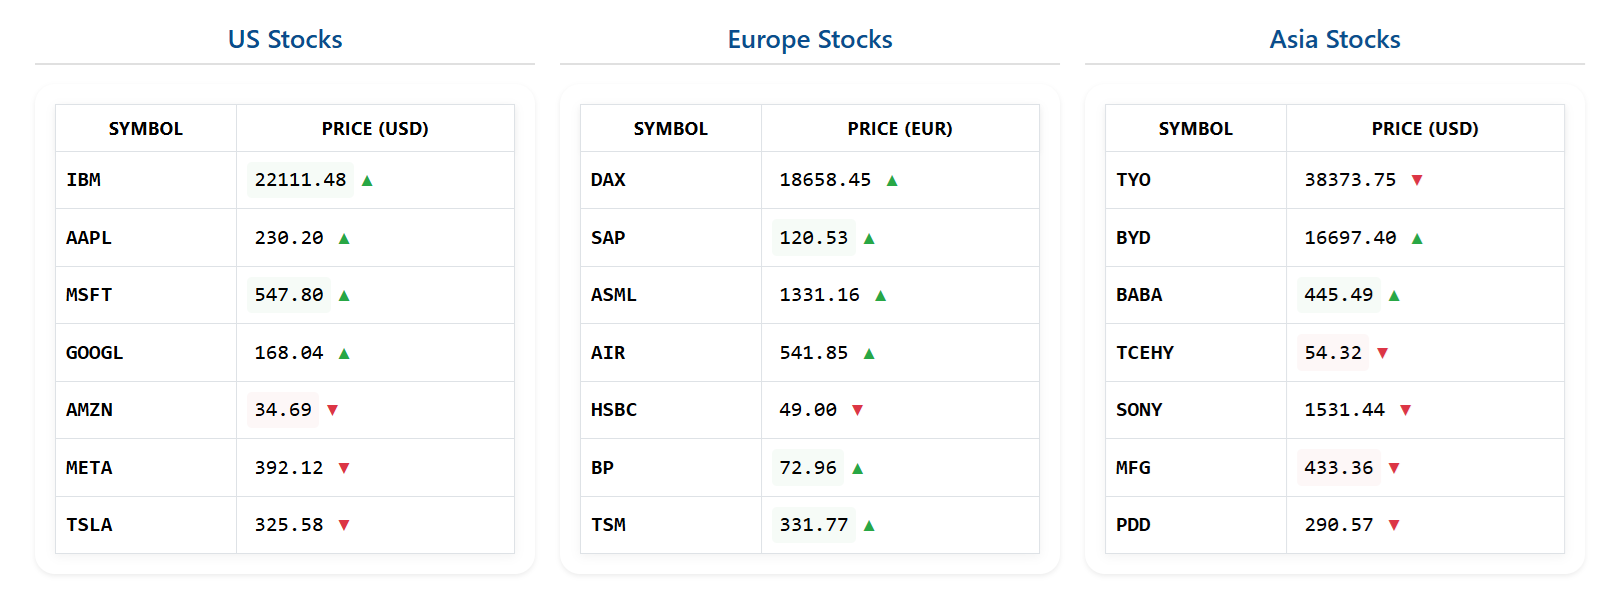 US Stocks
SYMBOL PRICE (USD)
IBM 22111.48 ▲
AAPL 230.20 ▲
MSFT 547.80 ▲
GOOGL 168.04 ▲
AMZN 34.69 ▼
META 392.12 ▼
TSLA 325.58 ▼
Europe Stocks
SYMBOL PRICE (EUR)
DAX 18658.45 ▲
SAP 120.53 ▲
ASML 1331.16 ▲
AIR 541.85 ▲
HSBC 49.00 ▼
BP 72.96 ▲
TSM 331.77 ▲
Asia Stocks
SYMBOL PRICE (USD)
TYO 38373.75 ▼
BYD 16697.40 ▲
BABA 445.49 ▲
TCEHY 54.32 ▼
SONY 1531.44 ▼
MFG 433.36 ▼
PDD 290.57 ▼